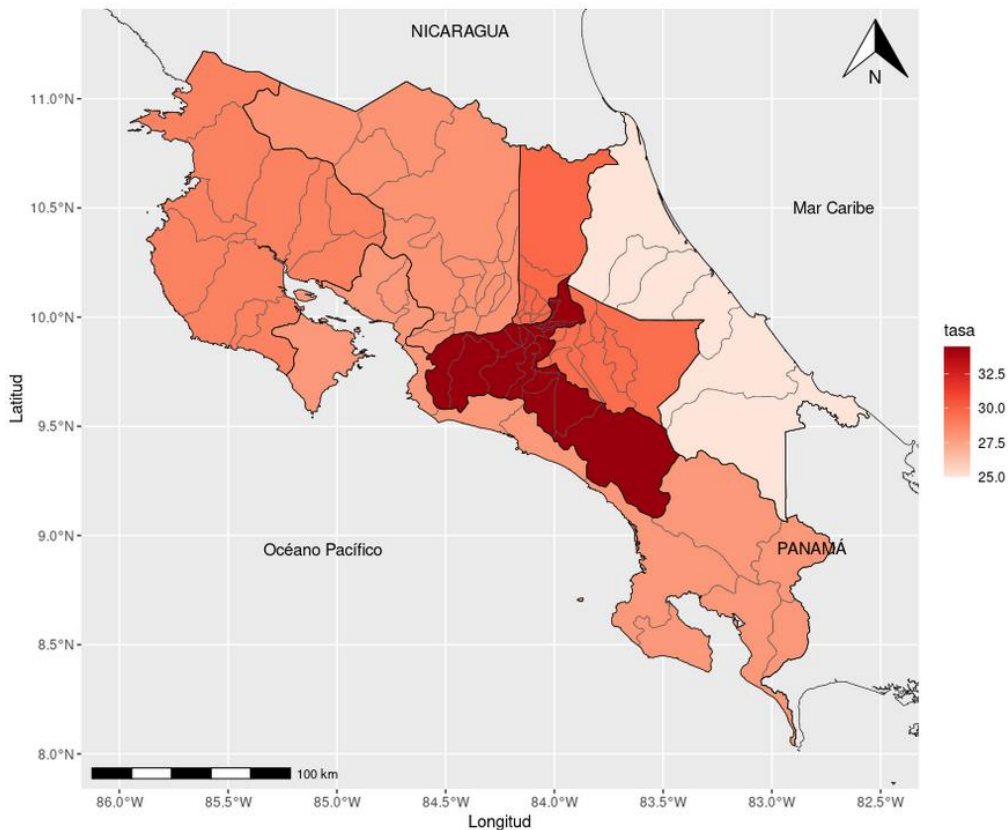 NICARAGUA
N
Mar Caribe
Océano Pacífico
PANAMÁ
100 km
11.0°N
10.5°N
10.0°N
9.5°N
9.0°N
8.5°N
8.0°N
Latitud
86.0°W 85.5°W 85.0°W 84.5°W 84.0°W 83.5°W 83.0°W 82.5°W
Longitud
tasa
32.5
30.0
27.5
25.0